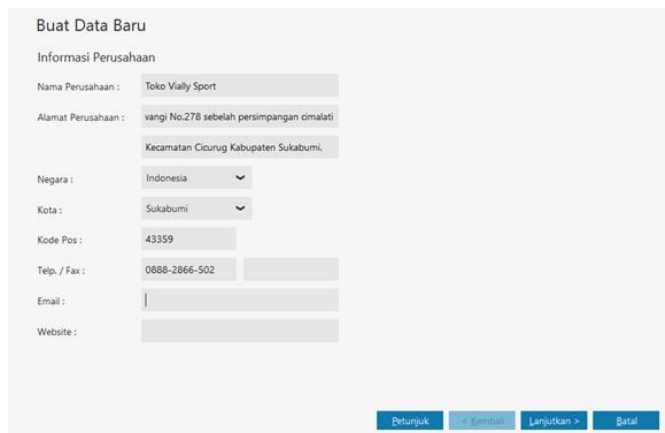 Buat Data Baru
Informasi Perusahaan
Nama Perusahaan : Toko Vially Sport
Alamat Perusahaan : vangi No.278 sebelah persimpangan cimalati
Kecamatan Cicurug Kabupaten Sukabumi.
Negara : Indonesia
Kota : Sukabumi
Kode Pos : 43359
Telp. / Fax : 0888-2866-502
Email :
Website :
Petunjuk < Kembali Lanjutkan > Batal